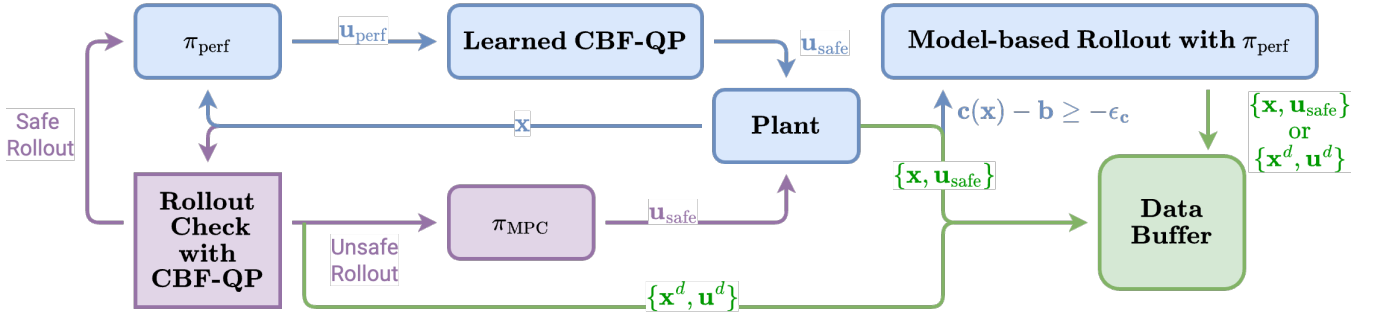 π_perf
u_perf
Learned CBF-QP
u_safe
Model-based Rollout with π_perf
Safe
Rollout
x
Plant
c(x) − b ≥ −ϵ_c
{x, u_safe}
or
{x^d, u^d}
{x, u_safe}
Rollout
Check
with
CBF-QP
Unsafe
Rollout
π_MPC
u_safe
Data
Buffer
{x^d, u^d}